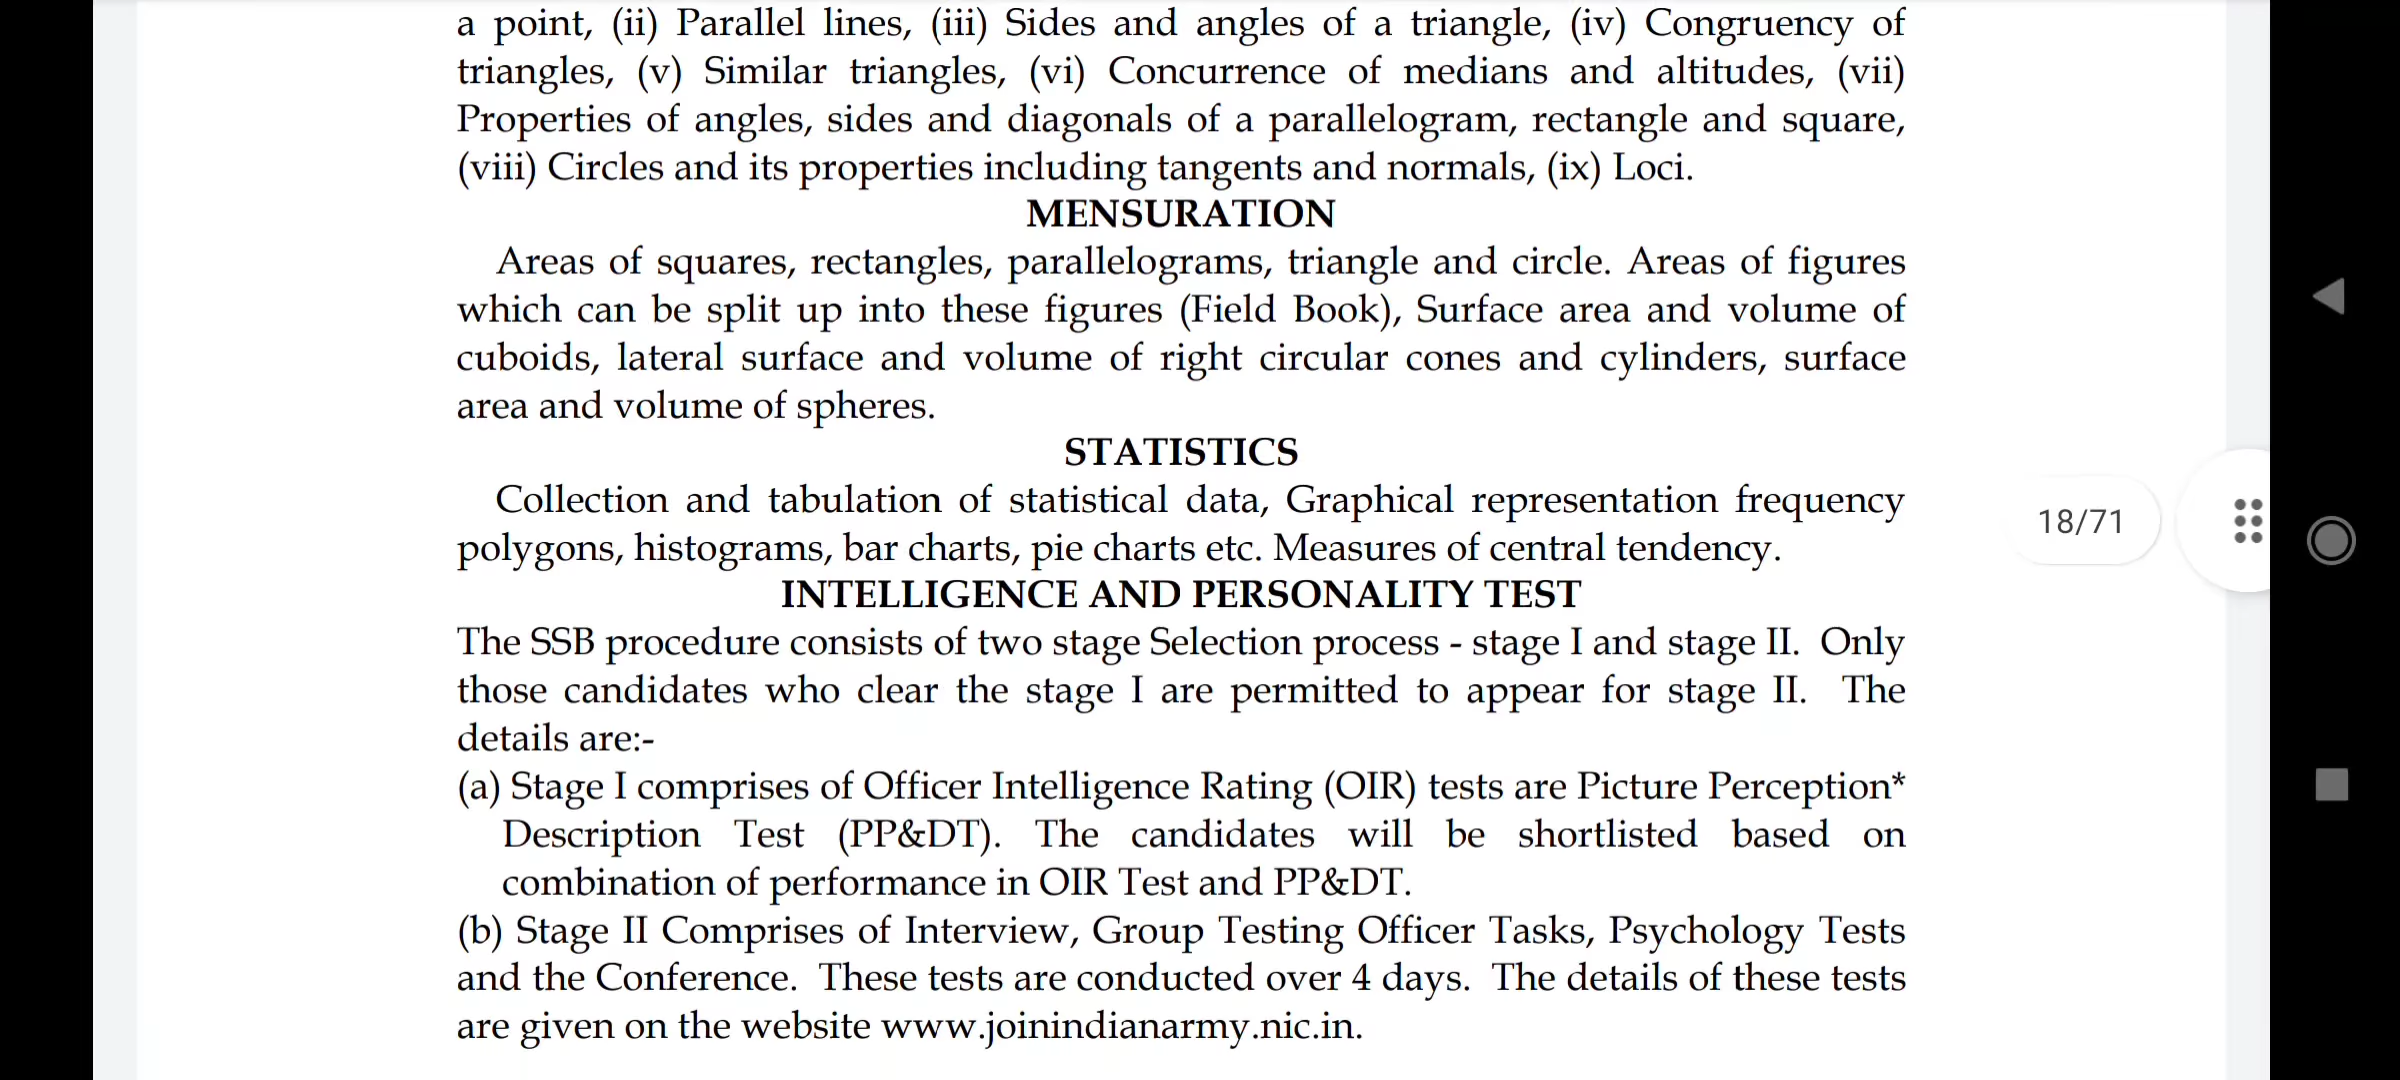 a point, (ii) Parallel lines, (iii) Sides and angles of a triangle, (iv) Congruency of
triangles, (v) Similar triangles, (vi) Concurrence of medians and altitudes, (vii)
Properties of angles, sides and diagonals of a parallelogram, rectangle and square,
(viii) Circles and its properties including tangents and normals, (ix) Loci.
MENSURATION
Areas of squares, rectangles, parallelograms, triangle and circle. Areas of figures
which can be split up into these figures (Field Book), Surface area and volume of
cuboids, lateral surface and volume of right circular cones and cylinders, surface
area and volume of spheres.
STATISTICS
Collection and tabulation of statistical data, Graphical representation frequency
polygons, histograms, bar charts, pie charts etc. Measures of central tendency.
18/71
INTELLIGENCE AND PERSONALITY TEST
The SSB procedure consists of two stage Selection process - stage I and stage II. Only
those candidates who clear the stage I are permitted to appear for stage II. The
details are:-
(a) Stage I comprises of Officer Intelligence Rating (OIR) tests are Picture Perception*
Description Test (PP&DT). The candidates will be shortlisted based on
combination of performance in OIR Test and PP&DT.
(b) Stage II Comprises of Interview, Group Testing Officer Tasks, Psychology Tests
and the Conference. These tests are conducted over 4 days. The details of these tests
are given on the website www.joinindianarmy.nic.in.